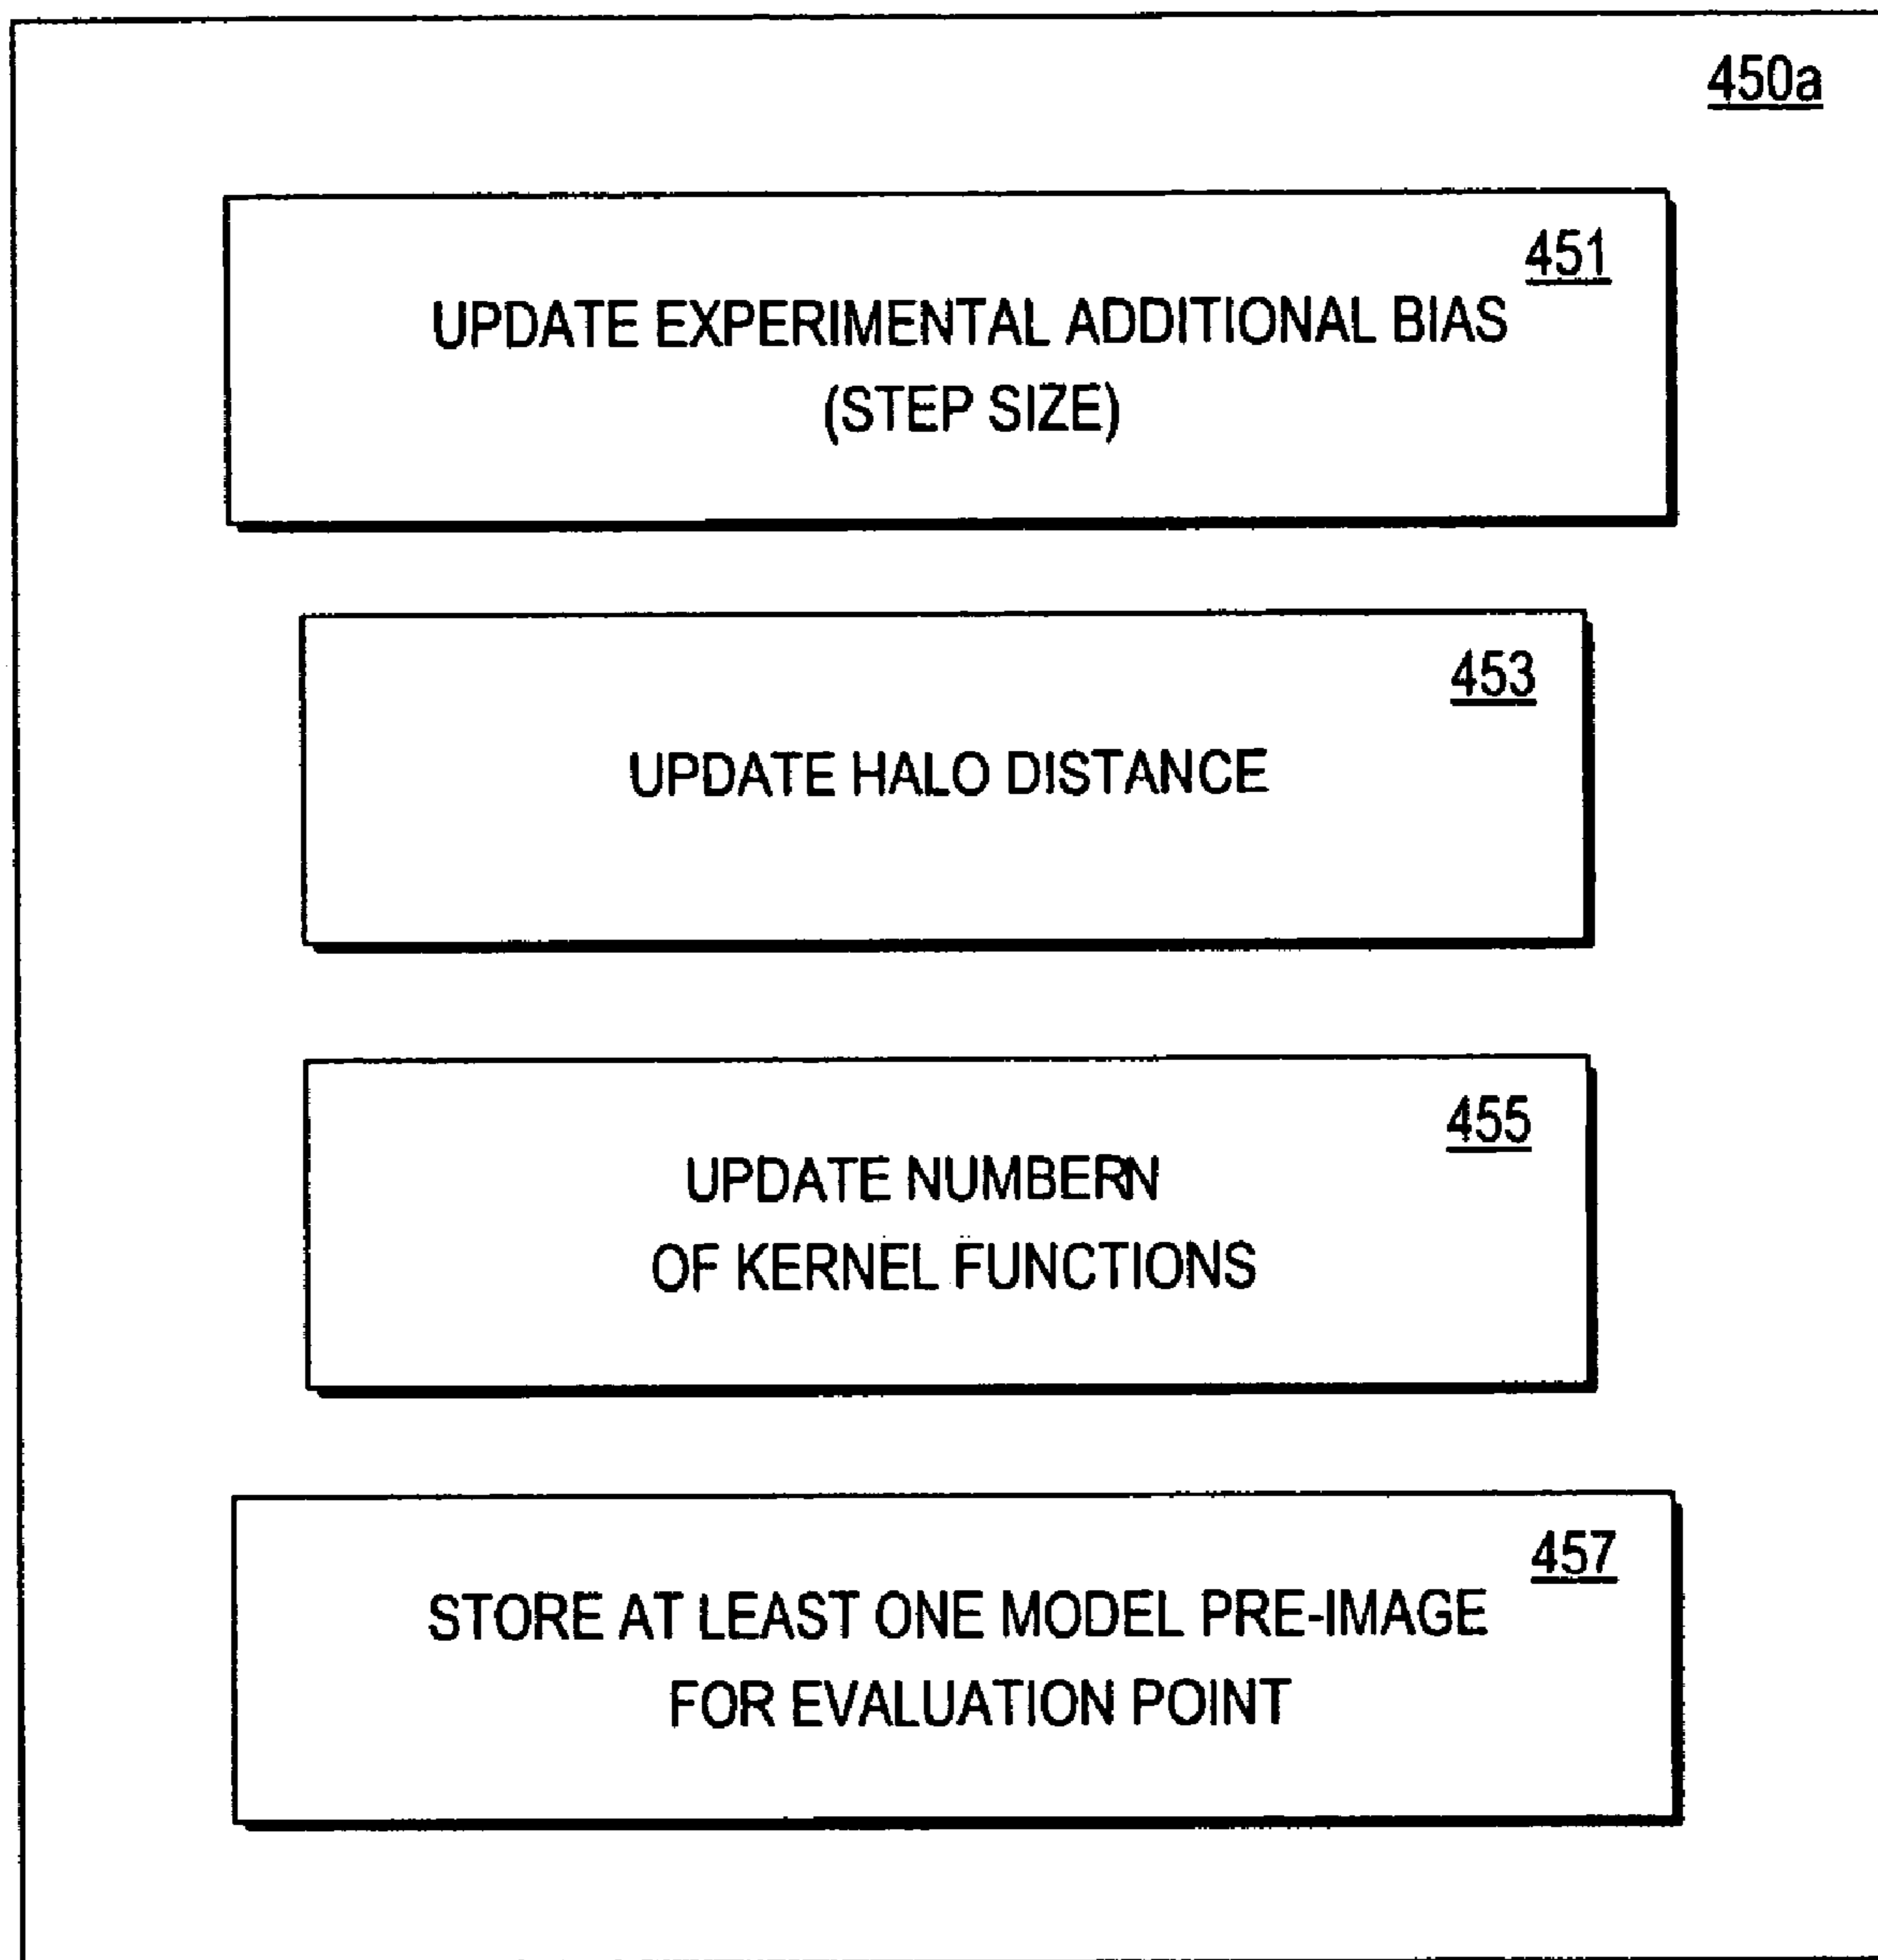 450a
451
UPDATE EXPERIMENTAL ADDITIONAL BIAS
(STEP SIZE)
453
UPDATE HALO DISTANCE
455
UPDATE NUMBERN
OF KERNEL FUNCTIONS
457
STORE AT LEAST ONE MODEL PRE-IMAGE
FOR EVALUATION POINT